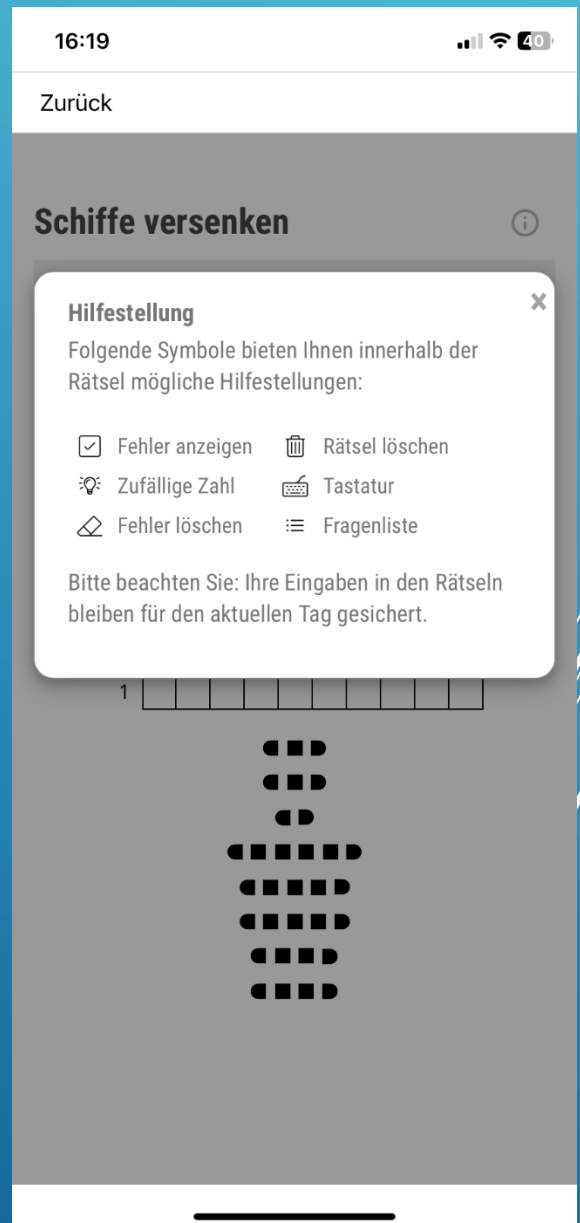 16:19
40
Zurück
Schiffe versenken
Hilfestellung
Folgende Symbole bieten Ihnen innerhalb der
Rätsel mögliche Hilfestellungen:
Fehler anzeigen Rätsel löschen
Zufällige Zahl Tastatur
Fehler löschen Fragenliste
Bitte beachten Sie: Ihre Eingaben in den Rätseln
bleiben für den aktuellen Tag gesichert.
1